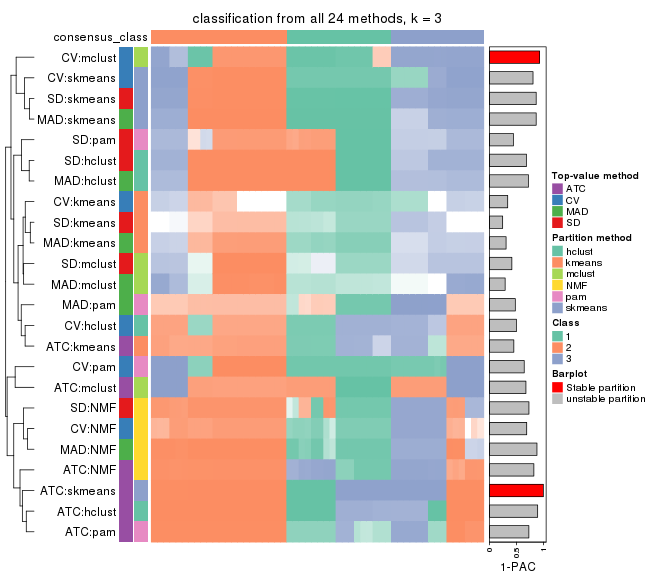 classification from all 24 methods, k = 3
consensus_class
CV:mclust
CV:skmeans
SD:skmeans
MAD:skmeans
SD:pam
SD:hclust
MAD:hclust
CV:kmeans
SD:kmeans
MAD:kmeans
SD:mclust
MAD:mclust
MAD:pam
CV:hclust
ATC:kmeans
CV:pam
ATC:mclust
SD:NMF
CV:NMF
MAD:NMF
ATC:NMF
ATC:skmeans
ATC:hclust
ATC:pam
0
0.5
1
1-PAC
Top-value method
ATC
CV
MAD
SD
Partition method
hclust
kmeans
mclust
NMF
pam
skmeans
Class
1
2
3
Barplot
Stable partition
unstable partition